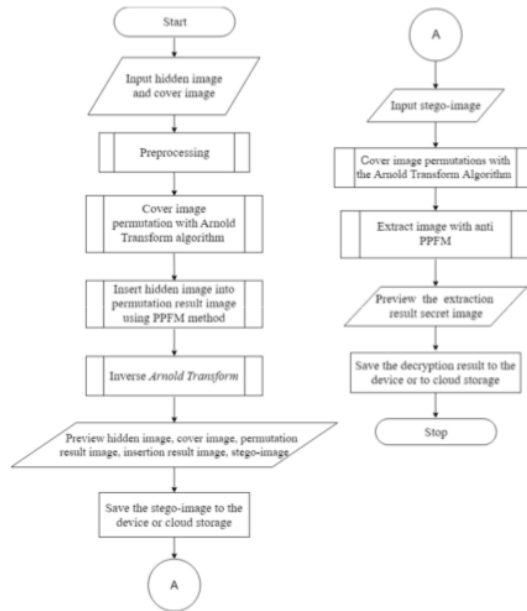 Start
Input hidden image
and cover image
Preprocessing
Cover image
permutation with Arnold
Transform algorithm
Insert hidden image into
permutation result image
using PPFM method
Inverse Arnold Transform
Preview hidden image, cover image, permutation
result image, insertion result image, stego-image
Save the stego-image to the
device or cloud storage
A
A
Input stego-image
Cover image permutations with
the Arnold Transform Algorithm
Extract image with anti
PPFM
Preview the extraction
result secret image
Save the decryption result to the
device or to cloud storage
Stop